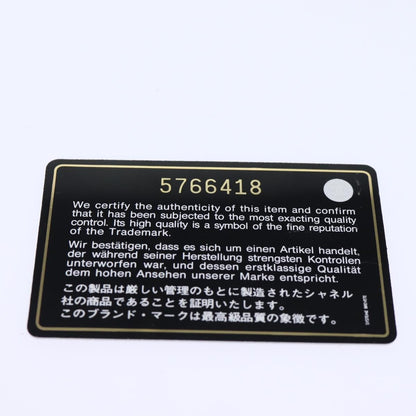 5766418
We certify the authenticity of this item and confirm
that it has been subjected to the most exacting quality
control. Its high quality is a symbol of the fine reputation
of the Trademark.
Wir bestätigen, dass es sich um einen Artikel handelt,
der während seiner Herstellung strengsten Kontrollen
unterworfen war, und dessen erstklassige Qualität
dem hohen Ansehen unserer Marke entspricht.
この製品は厳しい管理のもとに製造されたシャネル
社の商品であることを証明いたします。
このブランド・マークは最高級品質の象徴です。